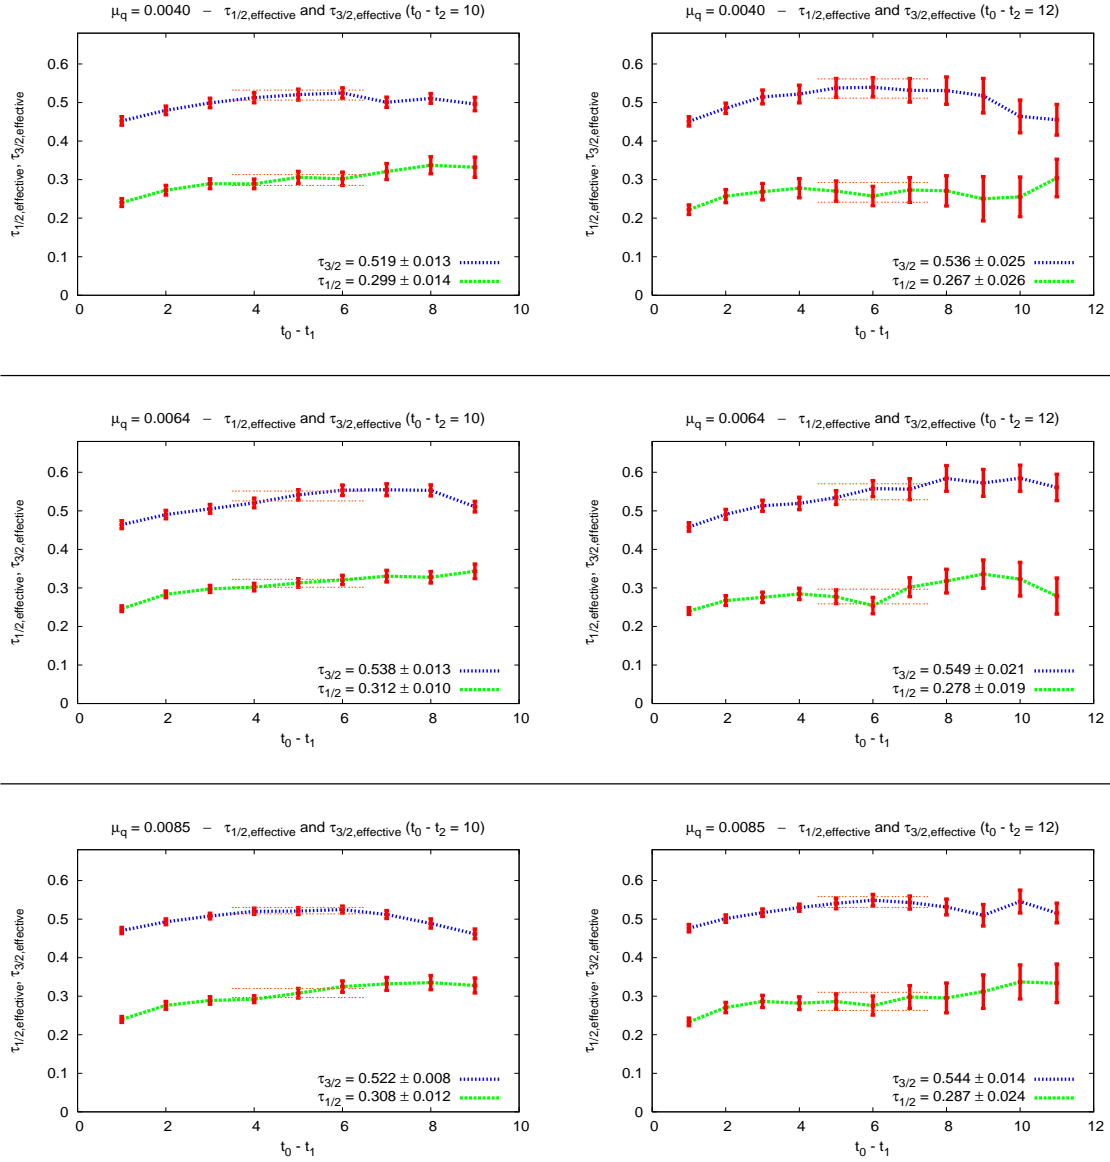 μq = 0.0040 – τ1/2,effective and τ3/2,effective (t0 - t2 = 10)
τ1/2,effective, τ3/2,effective
0.6
0.5
0.4
0.3
0.2
0.1
0
τ3/2 = 0.519 ± 0.013
τ1/2 = 0.299 ± 0.014
0 2 4 6 8 10
t0 - t1
μq = 0.0040 – τ1/2,effective and τ3/2,effective (t0 - t2 = 12)
τ1/2,effective, τ3/2,effective
0.6
0.5
0.4
0.3
0.2
0.1
0
τ3/2 = 0.536 ± 0.025
τ1/2 = 0.267 ± 0.026
0 2 4 6 8 10 12
t0 - t1
μq = 0.0064 – τ1/2,effective and τ3/2,effective (t0 - t2 = 10)
τ1/2,effective, τ3/2,effective
0.6
0.5
0.4
0.3
0.2
0.1
0
τ3/2 = 0.538 ± 0.013
τ1/2 = 0.312 ± 0.010
0 2 4 6 8 10
t0 - t1
μq = 0.0064 – τ1/2,effective and τ3/2,effective (t0 - t2 = 12)
τ1/2,effective, τ3/2,effective
0.6
0.5
0.4
0.3
0.2
0.1
0
τ3/2 = 0.549 ± 0.021
τ1/2 = 0.278 ± 0.019
0 2 4 6 8 10 12
t0 - t1
μq = 0.0085 – τ1/2,effective and τ3/2,effective (t0 - t2 = 10)
τ1/2,effective, τ3/2,effective
0.6
0.5
0.4
0.3
0.2
0.1
0
τ3/2 = 0.522 ± 0.008
τ1/2 = 0.308 ± 0.012
0 2 4 6 8 10
t0 - t1
μq = 0.0085 – τ1/2,effective and τ3/2,effective (t0 - t2 = 12)
τ1/2,effective, τ3/2,effective
0.6
0.5
0.4
0.3
0.2
0.1
0
τ3/2 = 0.544 ± 0.014
τ1/2 = 0.287 ± 0.024
0 2 4 6 8 10 12
t0 - t1